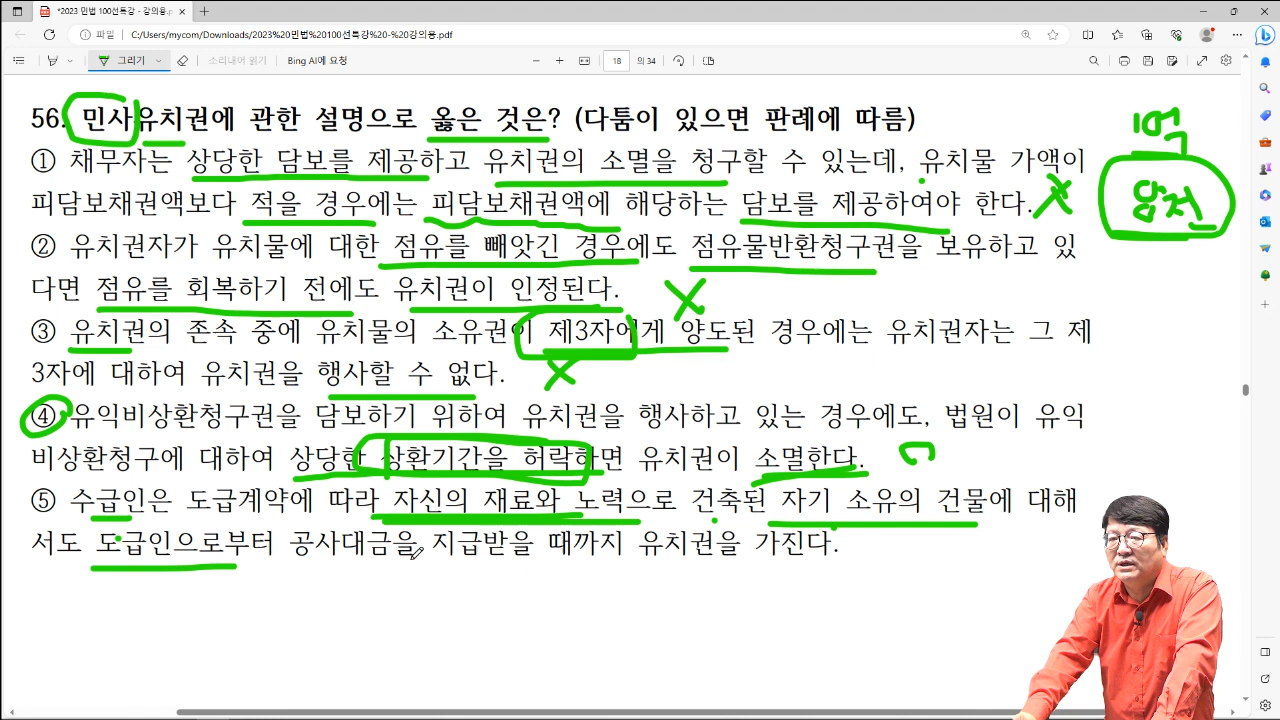 *2023 민법 100선특강 - 강의용.p
파일 C:/Users/mycom/Downloads/2023%20민법%20100선특강%20-%20강의용.pdf
그리기 소리내어 읽기 Bing AI에 요청 18 의 34
56. 민사유치권에 관한 설명으로 옳은 것은? (다툼이 있으면 판례에 따름)
① 채무자는 상당한 담보를 제공하고 유치권의 소멸을 청구할 수 있는데, 유치물 가액이
피담보채권액보다 적을 경우에는 피담보채권액에 해당하는 담보를 제공하여야 한다.
② 유치권자가 유치물에 대한 점유를 빼앗긴 경우에도 점유물반환청구권을 보유하고 있
다면 점유를 회복하기 전에도 유치권이 인정된다.
③ 유치권의 존속 중에 유치물의 소유권이 제3자에게 양도된 경우에는 유치권자는 그 제
3자에 대하여 유치권을 행사할 수 없다.
④ 유익비상환청구권을 담보하기 위하여 유치권을 행사하고 있는 경우에도, 법원이 유익
비상환청구에 대하여 상당한 상환기간을 허락하면 유치권이 소멸한다.
⑤ 수급인은 도급계약에 따라 자신의 재료와 노력으로 건축된 자기 소유의 건물에 대해
서도 도급인으로부터 공사대금을 지급받을 때까지 유치권을 가진다.
1억